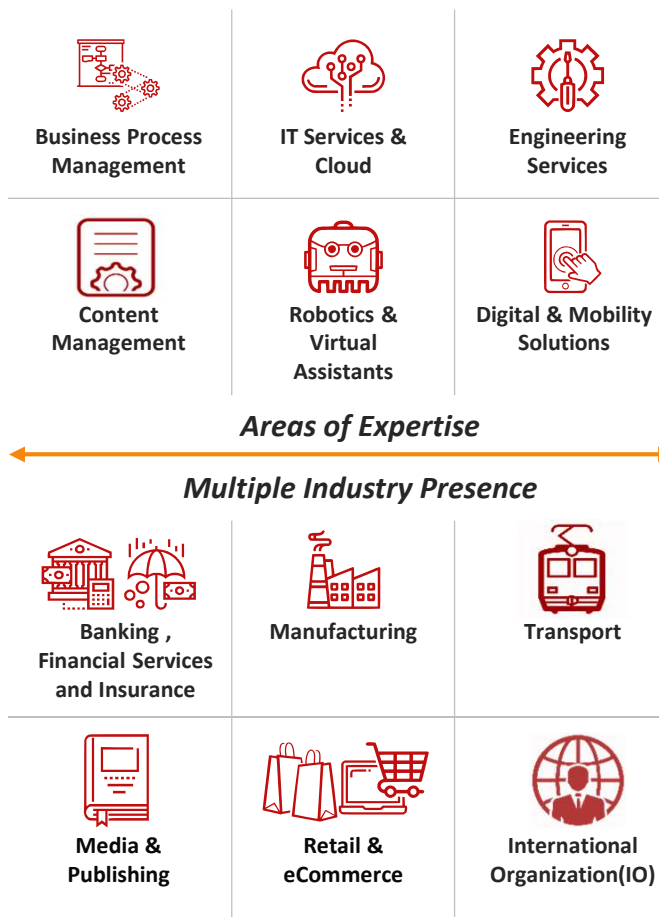 Business Process
Management
IT Services &
Cloud
Engineering
Services
Content
Management
Robotics &
Virtual
Assistants
Digital & Mobility
Solutions
Areas of Expertise
Multiple Industry Presence
Banking ,
Financial Services
and Insurance
Manufacturing
Transport
Media &
Publishing
Retail &
eCommerce
International
Organization(IO)